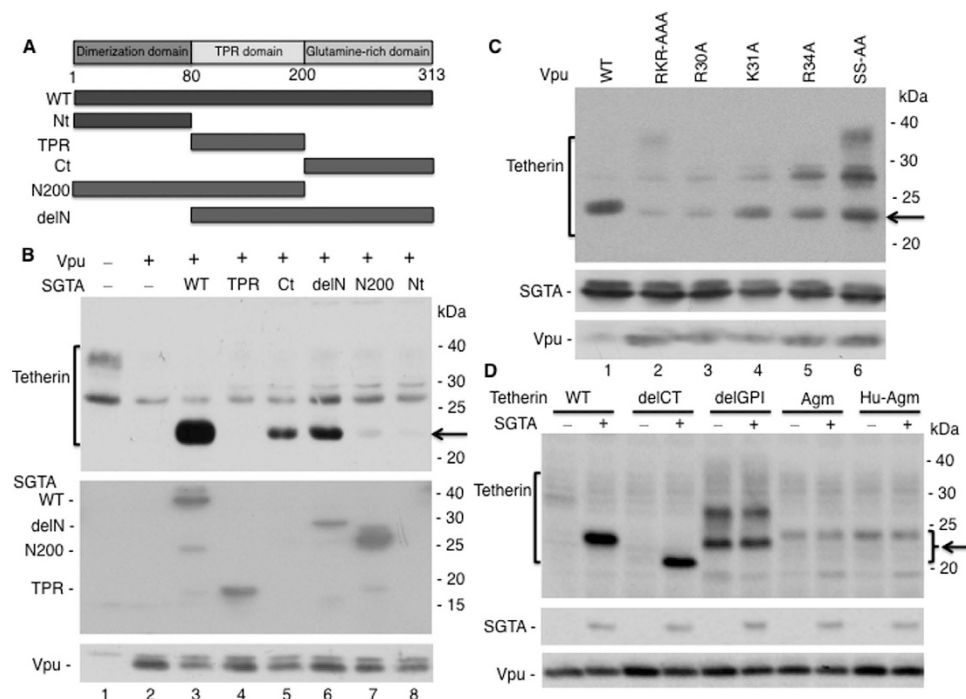 A
Dimerization domain TPR domain Glutamine-rich domain
1 80 200 313
WT
Nt
TPR
Ct
N200
delN
B
Vpu – + + + + + + +
SGTA – – WT TPR Ct delN N200 Nt
kDa
Tetherin
- 40
- 30
- 25
- 20
SGTA
WT -
delN -
N200 -
TPR -
- 40
- 30
- 25
- 20
- 15
Vpu -
1 2 3 4 5 6 7 8
C
Vpu WT RKR-AAA R30A K31A R34A SS-AA
kDa
Tetherin
- 40
- 30
- 25
- 20
SGTA -
Vpu -
1 2 3 4 5 6
D
Tetherin WT delCT delGPI Agm Hu-Agm
SGTA – + – + – + – + – +
kDa
Tetherin
- 40
- 30
- 25
- 20
SGTA -
Vpu -